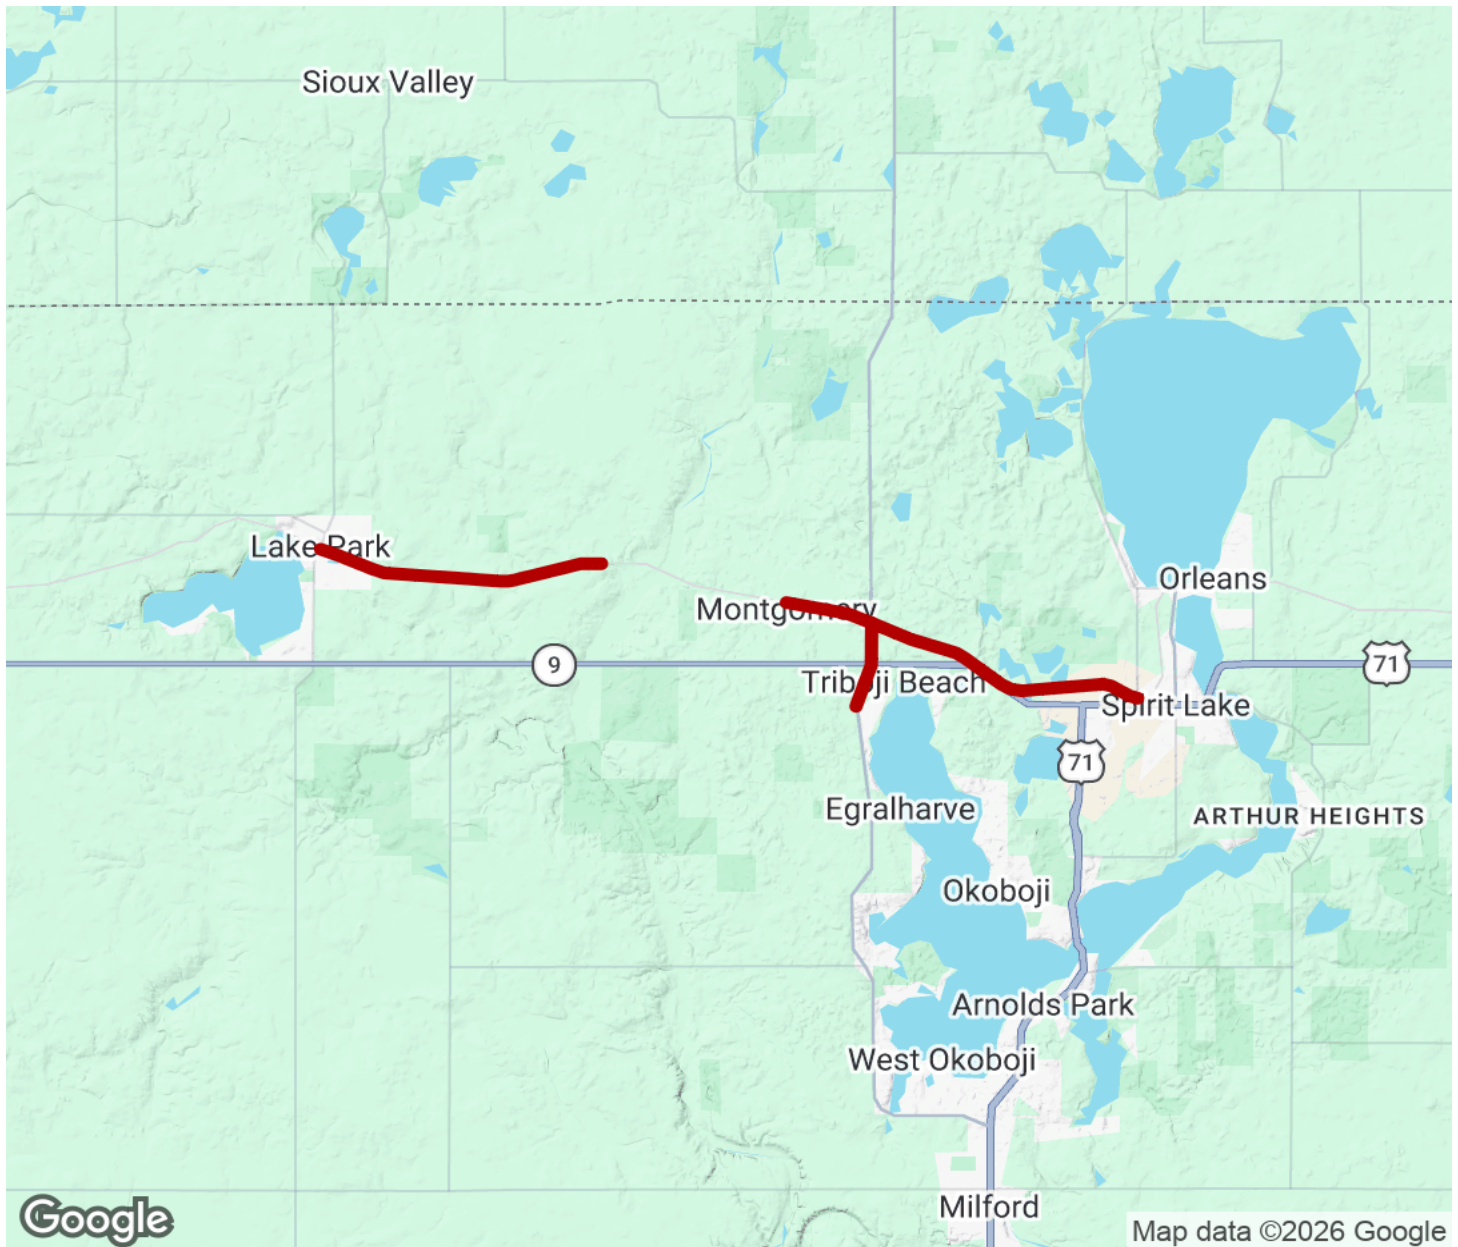 Sioux Valley
Lake Park
Orleans
Montgomery
9
71
Triboji Beach
Spirit Lake
71
Egralharve
ARTHUR HEIGHTS
Okoboji
Arnolds Park
West Okoboji
Milford
Google
Map data ©2026 Google